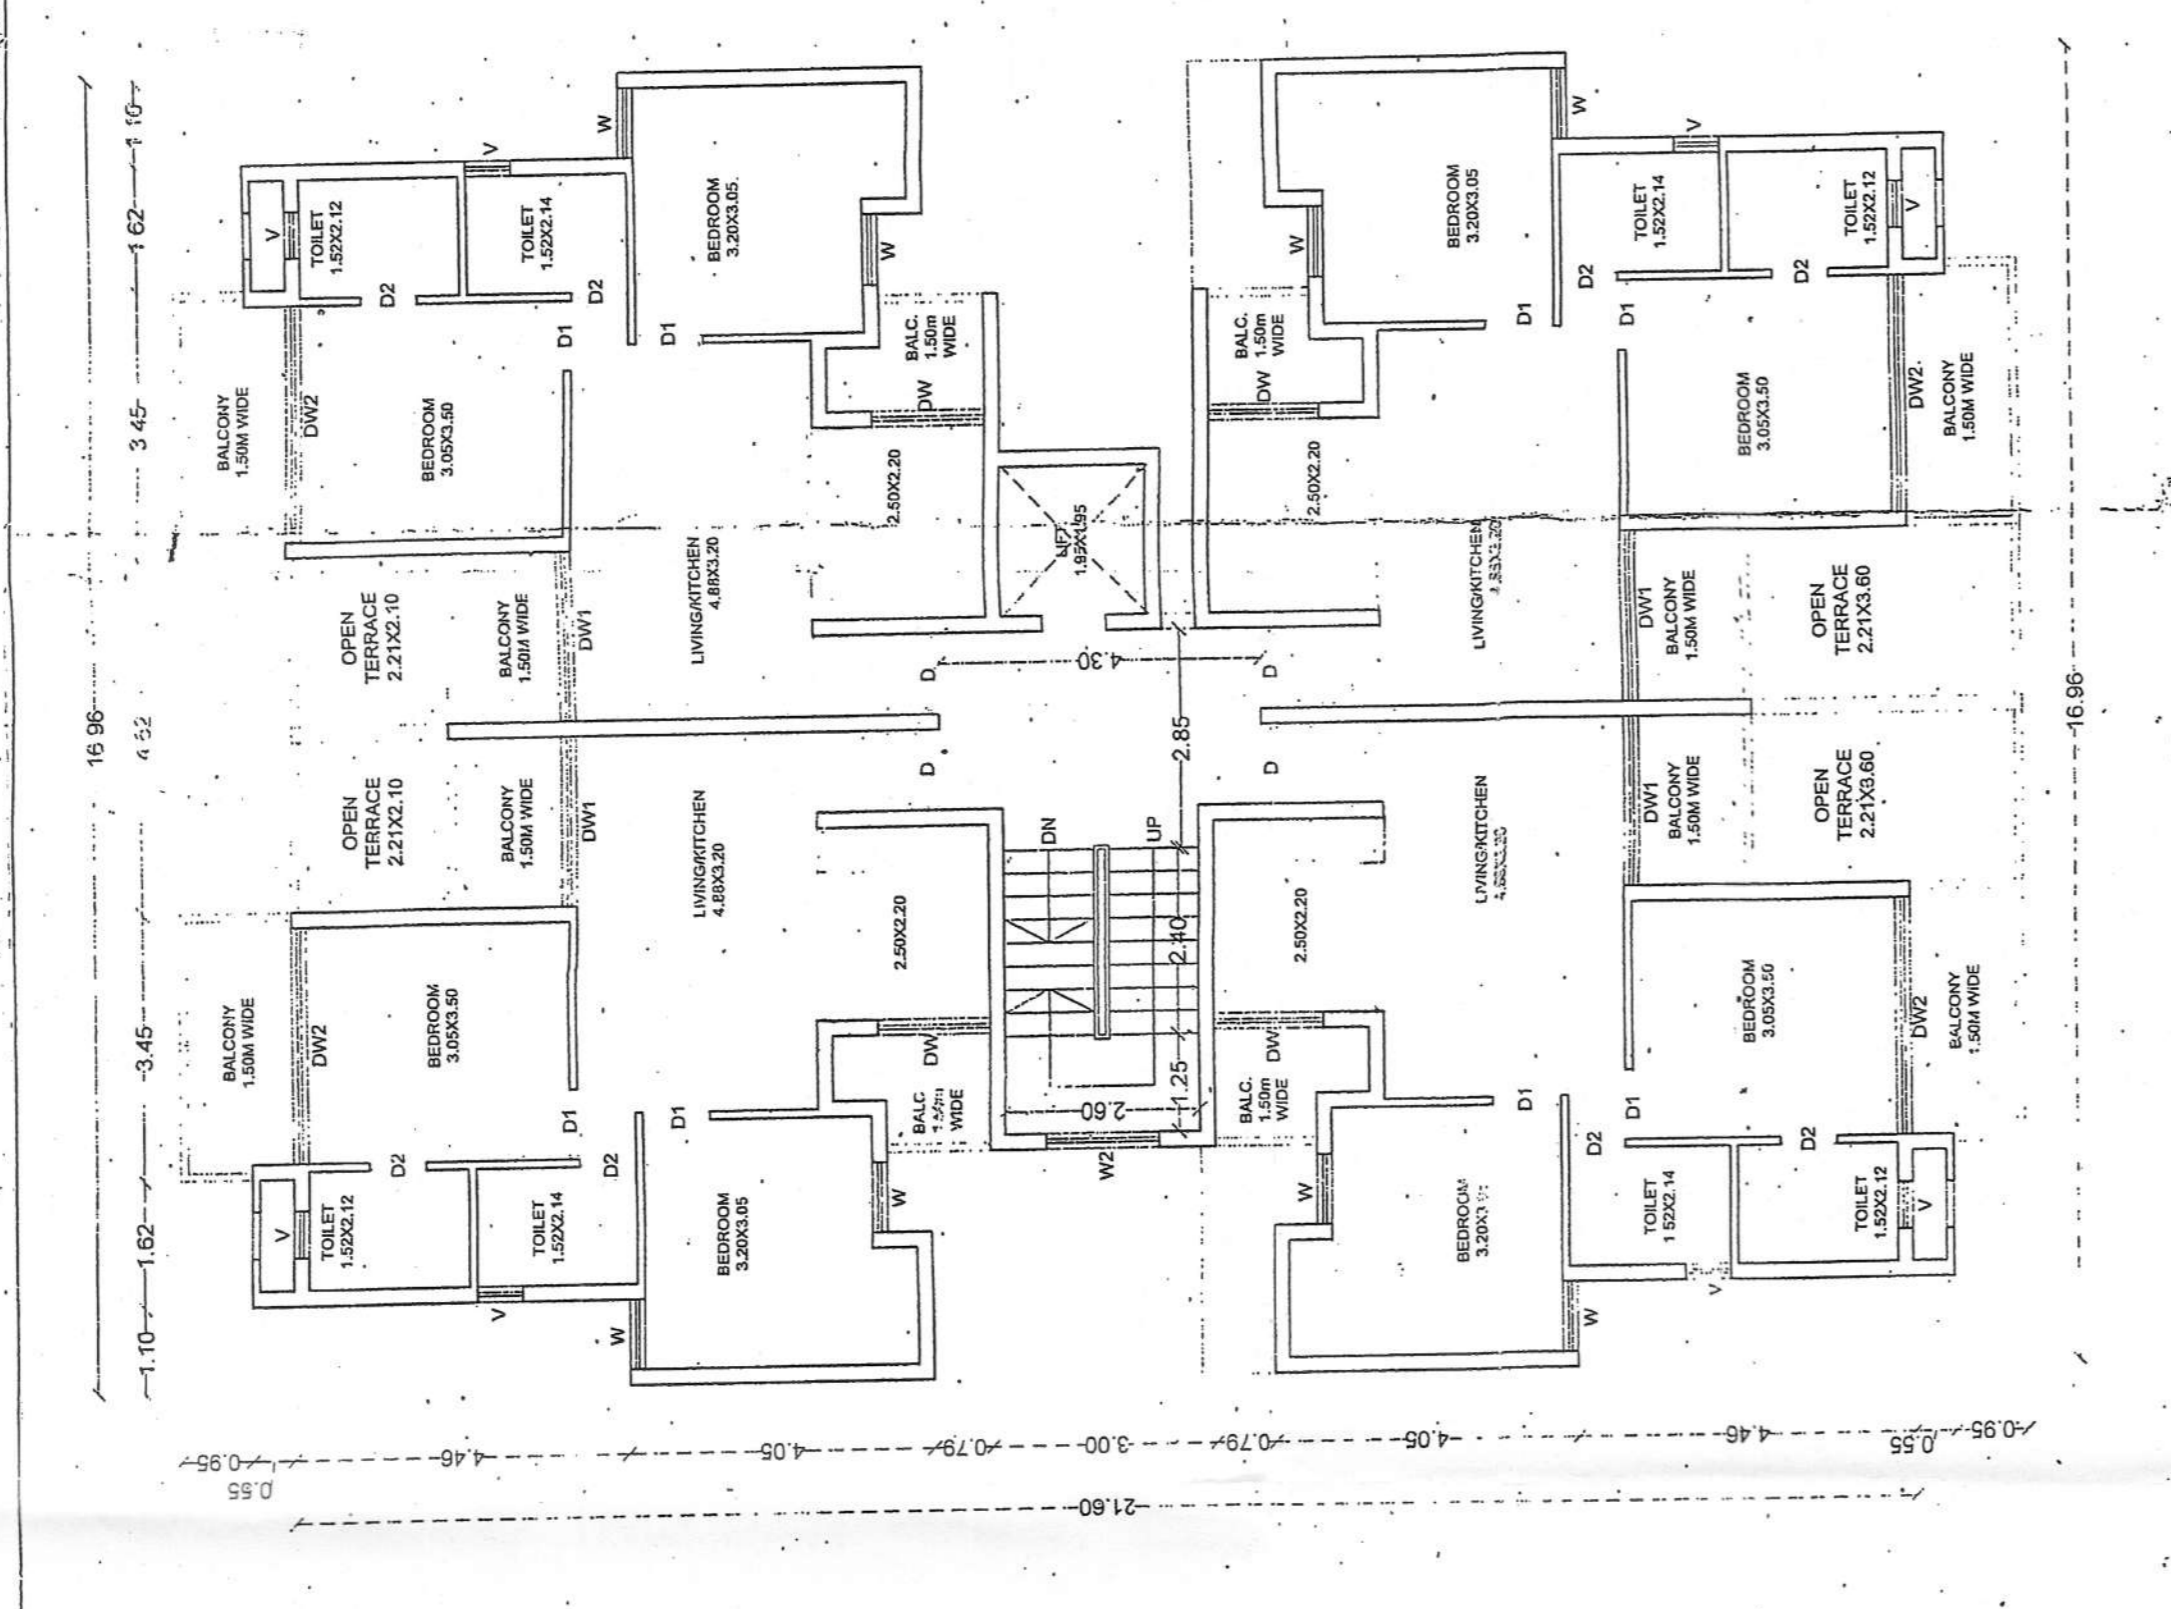 16.96
1.10
1.62
3.45
4.52
3.45
1.62
1.10
V
TOILET
1.52X2.12
D2
V
TOILET
1.52X2.14
D2
W
BEDROOM
3.20X3.05
W
D1
D1
BALC.
1.50m
WIDE
DW
BALCONY
1.50M WIDE
DW2
BEDROOM
3.05X3.50
2.50X2.20
LIFT
1.95X1.95
OPEN
TERRACE
2.21X2.10
BALCONY
1.50M WIDE
DW1
LIVING/KITCHEN
4.88X3.20
D
4.30
OPEN
TERRACE
2.21X2.10
BALCONY
1.50M WIDE
DW1
LIVING/KITCHEN
4.88X3.20
D
2.85
DN
UP
2.50X2.20
2.40
1.25
2.60
W2
BALCONY
1.50M WIDE
DW2
BEDROOM
3.05X3.50
D1
D1
DW
BALC.
WIDE
V
TOILET
1.52X2.12
D2
V
TOILET
1.52X2.14
D2
W
BEDROOM
3.20X3.05
W
W
BEDROOM
3.20X3.05
W
V
TOILET
1.52X2.14
D2
TOILET
1.52X2.12
V
D2
D1
D1
BALC.
1.50m
WIDE
DW
2.50X2.20
BEDROOM
3.05X3.50
DW2
BALCONY
1.50M WIDE
LIVING/KITCHEN
D
DW1
BALCONY
1.50M WIDE
OPEN
TERRACE
2.21X3.60
16.96
D
LIVING/KITCHEN
DW1
BALCONY
1.50M WIDE
OPEN
TERRACE
2.21X3.60
2.50X2.20
BEDROOM
3.05X3.50
DW2
BALCONY
1.50M WIDE
DW
BALC.
1.50m
WIDE
D1
D1
D2
D2
W
BEDROOM
W
TOILET
1.52X2.14
V
TOILET
1.52X2.12
V
0.95
0.55
4.46
4.05
0.79
3.00
0.79
4.05
4.46
0.55
0.95
21.60